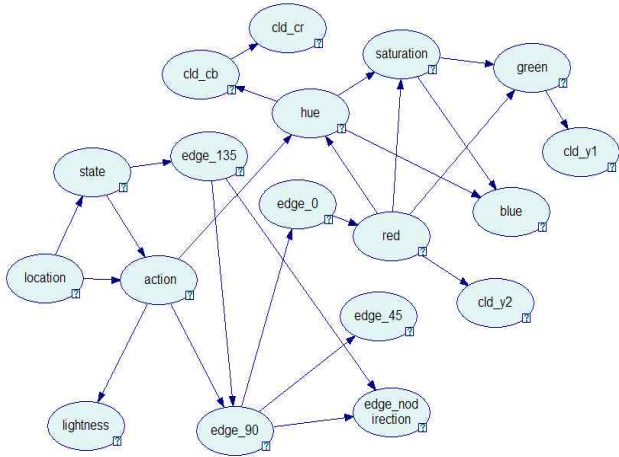 cld_cr
saturation
cld_cb
green
hue
edge_135
cld_y1
state
edge_0
blue
red
location
action
cld_y2
edge_45
edge_nod
irection
lightness
edge_90